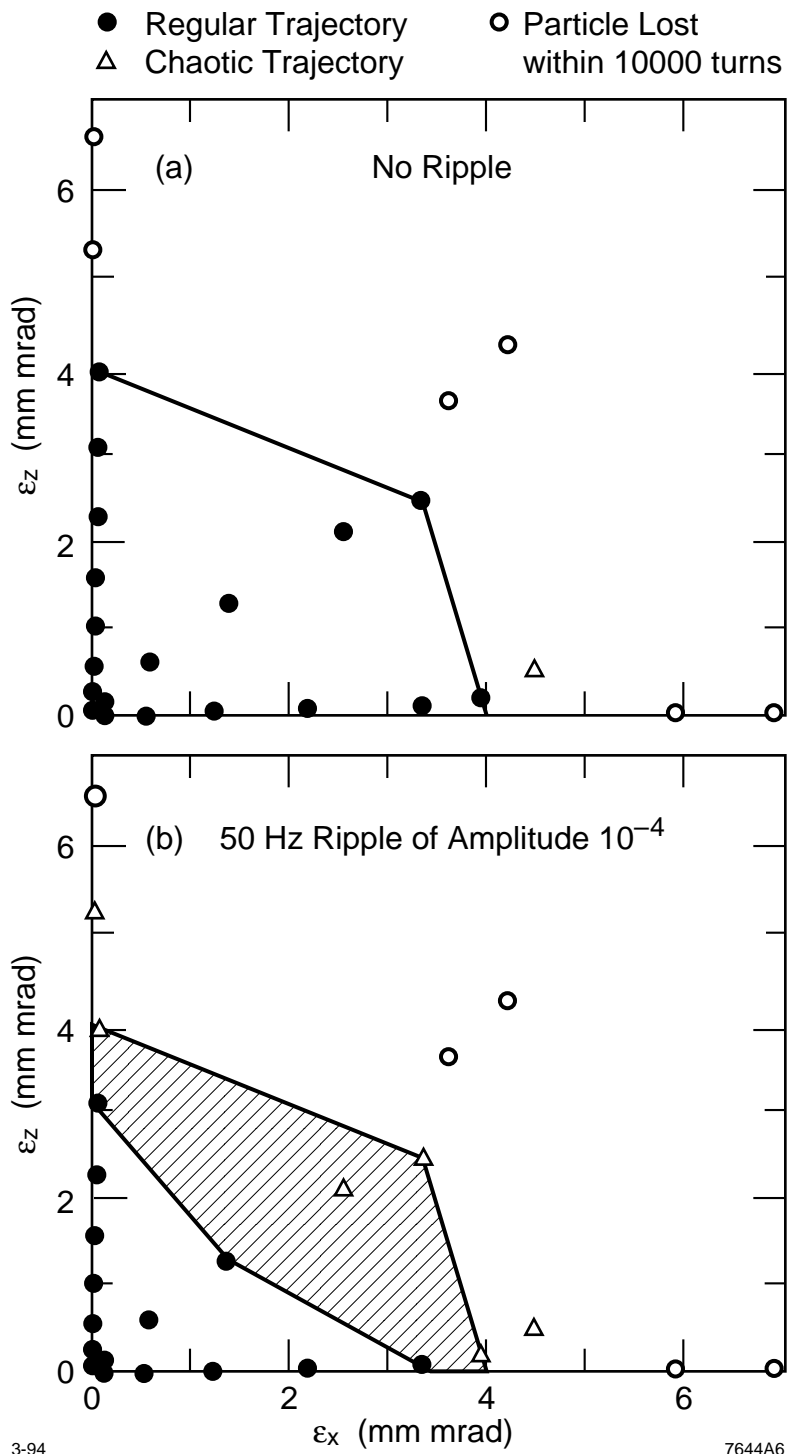 Regular Trajectory
Chaotic Trajectory
Particle Lost
within 10000 turns
(a) No Ripple
6
4
2
0
εz (mm mrad)
(b) 50 Hz Ripple of Amplitude 10–4
6
4
2
0
εz (mm mrad)
0 2 4 6
εx (mm mrad)
3-94
7644A6